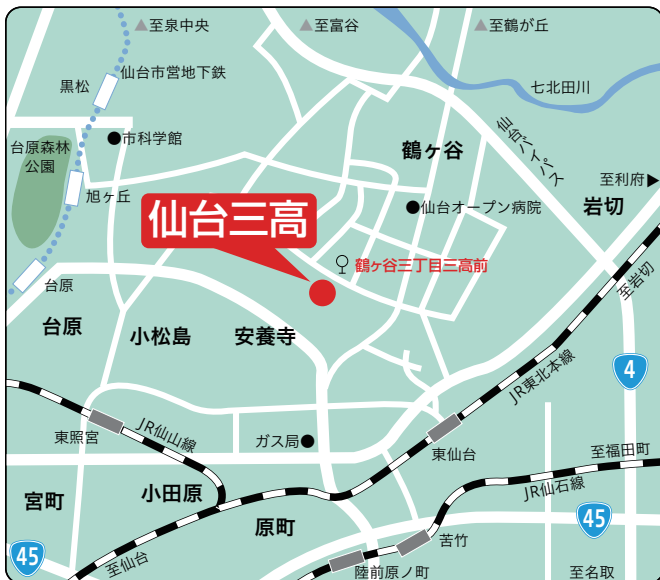 ▲至泉中央
▲至富谷
▲至鶴が丘
仙台市営地下鉄
黒松
七北田川
仙台バイパス
台原森林
公園
●市科学館
鶴ヶ谷
至利府▶
旭ヶ丘
仙台三高
●仙台オープン病院
岩切
鶴ヶ谷三丁目三高前
至岩切
台原
台原
小松島
安養寺
JR東北本線
4
東照宮
JR仙山線
ガス局●
東仙台
至福田町
JR仙石線
宮町
小田原
原町
45
45
至仙台
苦竹
陸前原ノ町
至名取